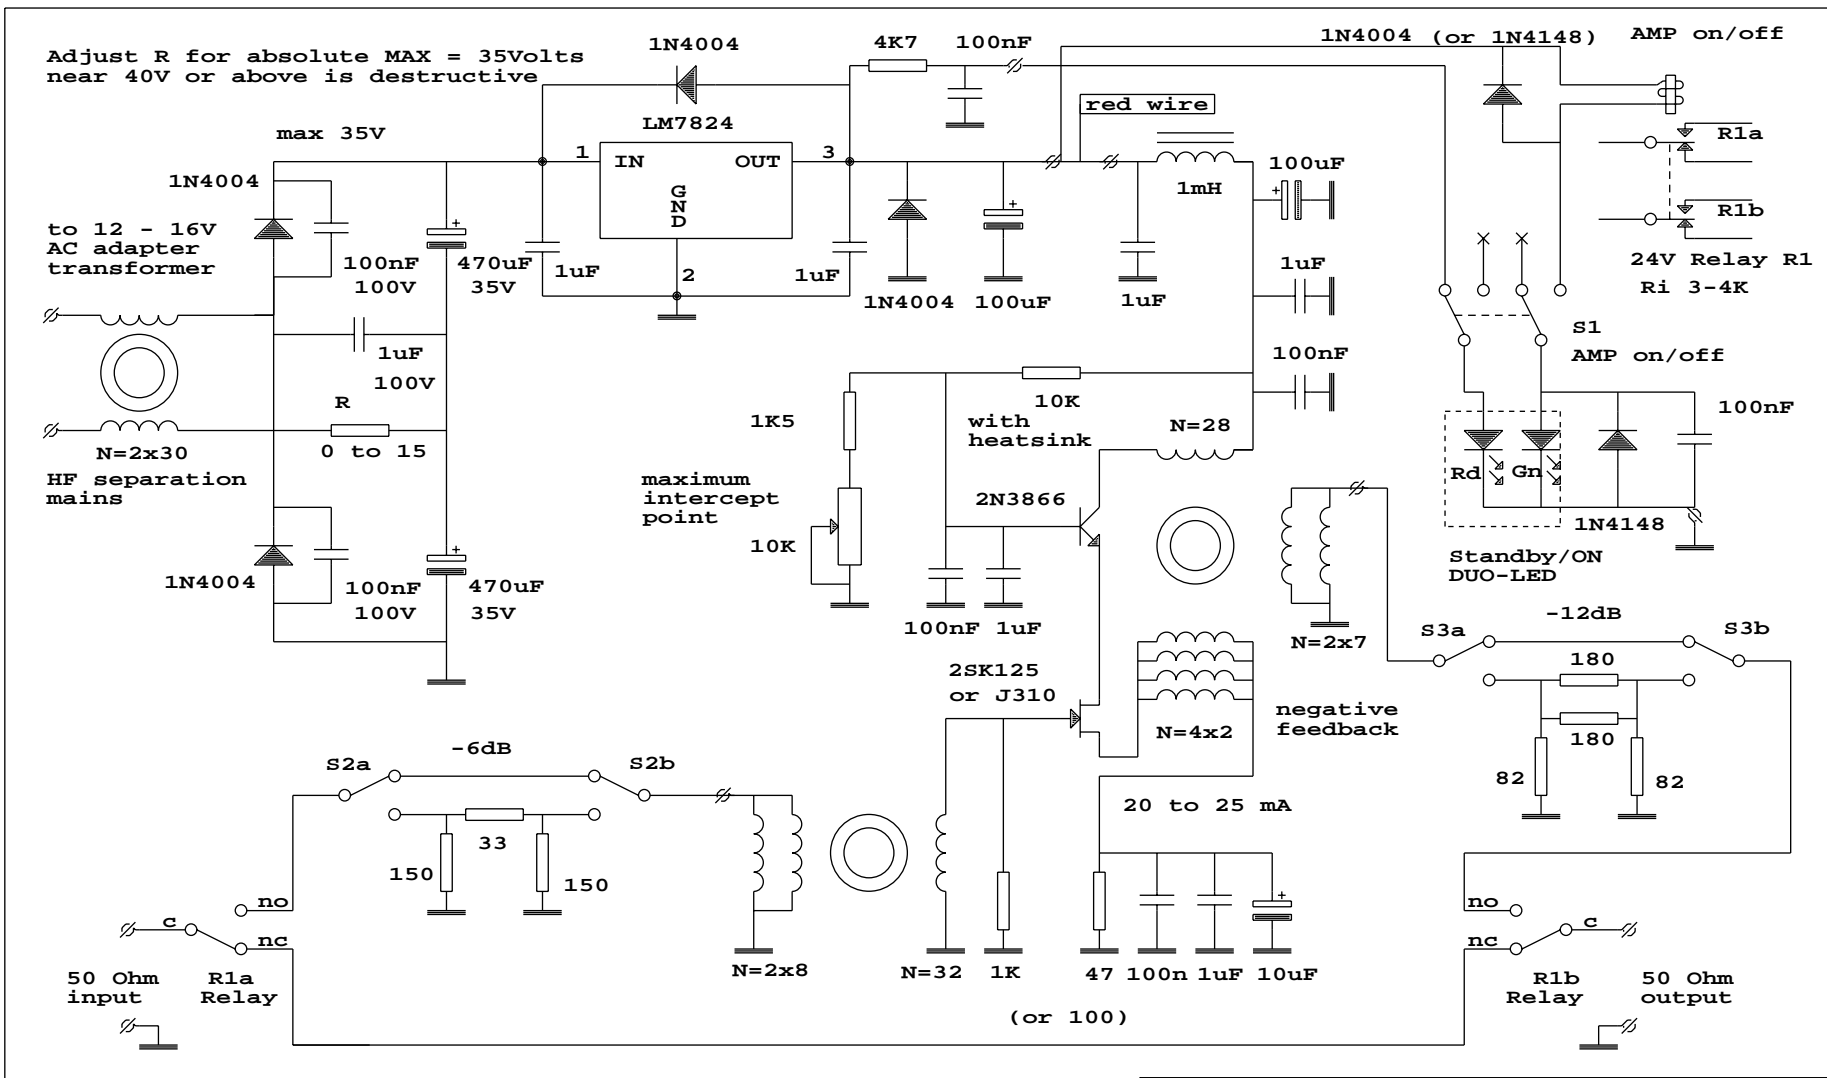 Adjust R for absolute MAX = 35Volts
near 40V or above is destructive
1N4004
4K7
100nF
1N4004 (or 1N4148)
AMP on/off
red wire
max 35V
LM7824
1
IN
OUT
3
GND
2
1mH
100uF
R1a
R1b
1N4004
to 12 - 16V
AC adapter
transformer
100nF
100V
470uF
35V
1uF
1uF
1N4004
100uF
1uF
1uF
24V Relay R1
Ri 3-4K
S1
AMP on/off
1uF
100V
100nF
R
0 to 15
N=2x30
HF separation
mains
1K5
10K
with
heatsink
N=28
100nF
maximum
intercept
point
10K
2N3866
Rd
Gn
1N4148
Standby/ON
DUO-LED
1N4004
100nF
100V
470uF
35V
100nF
1uF
N=2x7
-12dB
S3a
S3b
180
180
82
82
2SK125
or J310
N=4x2
negative
feedback
-6dB
S2a
S2b
33
150
150
20 to 25 mA
no
c
nc
50 Ohm
input
R1a
Relay
N=2x8
N=32
1K
47
100n
1uF
10uF
(or 100)
no
nc
c
R1b
Relay
50 Ohm
output